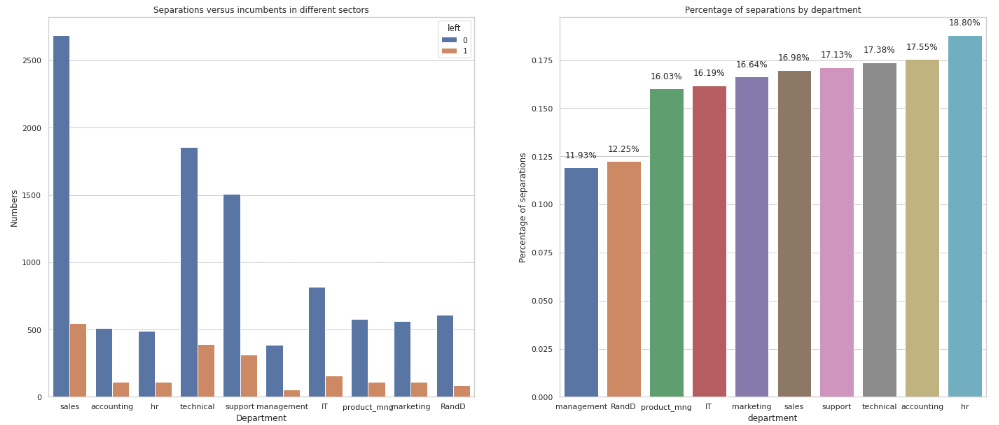 Separations versus incumbents in different sectors
left
0
1
2500
2000
1500
1000
500
0
Numbers
sales accounting hr technical support management IT product_mng marketing RandD
Department
Percentage of separations by department
0.175
0.150
0.125
0.100
0.075
0.050
0.025
0.000
Percentage of separations
11.93% 12.25% 16.03% 16.19% 16.64% 16.98% 17.13% 17.38% 17.55% 18.80%
management RandD product_mng IT marketing sales support technical accounting hr
department